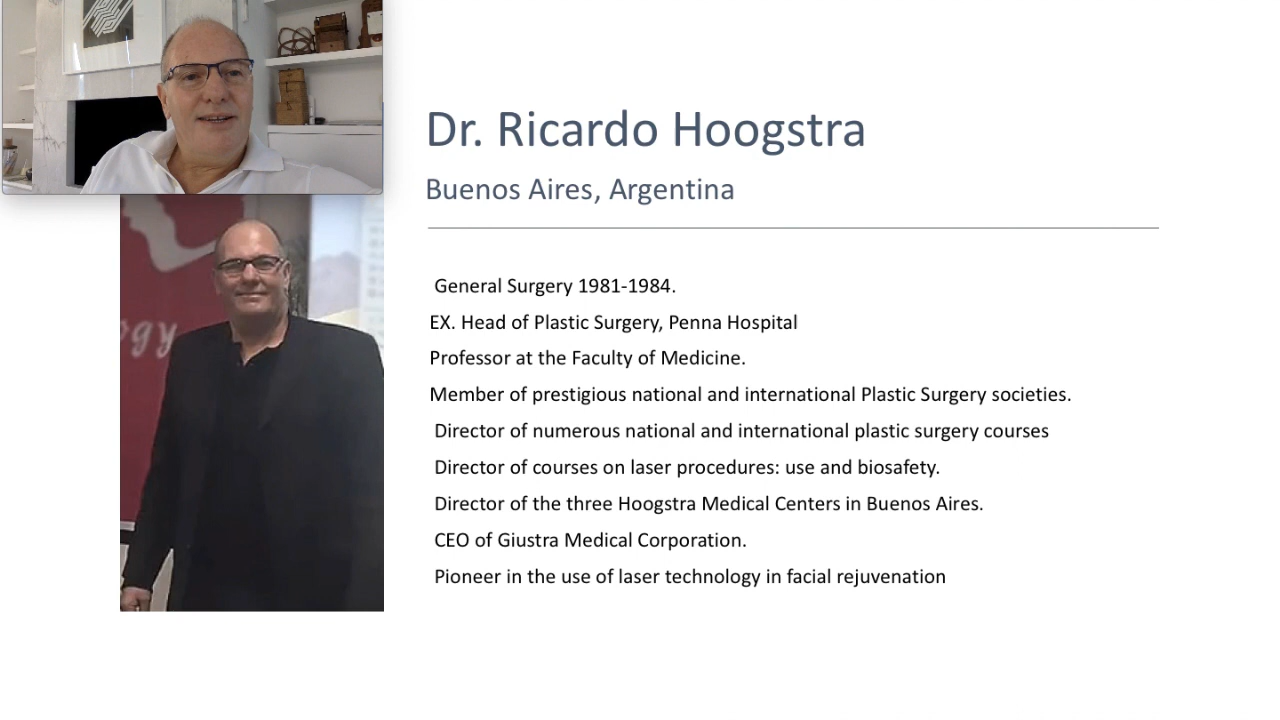 Dr. Ricardo Hoogstra
Buenos Aires, Argentina
General Surgery 1981-1984.
EX. Head of Plastic Surgery, Penna Hospital
Professor at the Faculty of Medicine.
Member of prestigious national and international Plastic Surgery societies.
Director of numerous national and international plastic surgery courses
Director of courses on laser procedures: use and biosafety.
Director of the three Hoogstra Medical Centers in Buenos Aires.
CEO of Giustra Medical Corporation.
Pioneer in the use of laser technology in facial rejuvenation